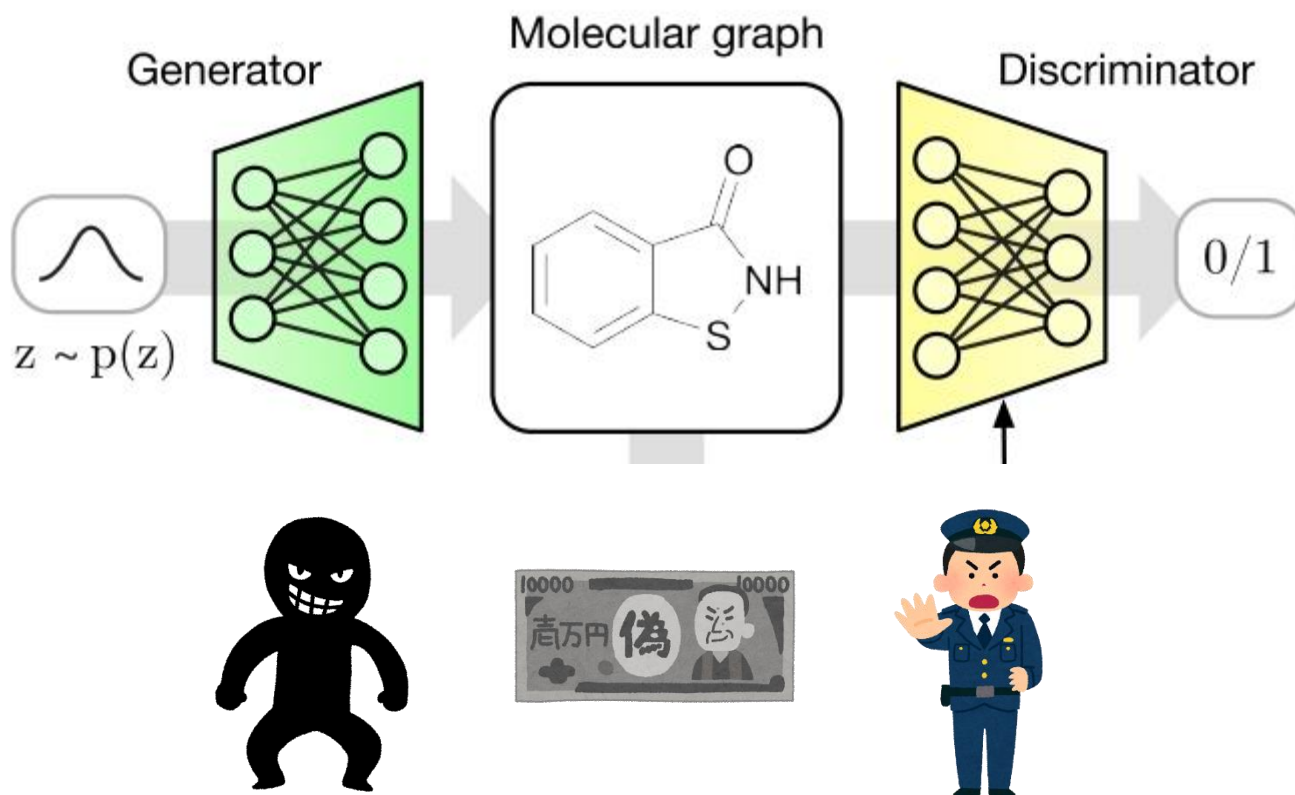 Molecular graph
Generator
Discriminator
O
NH
S
z ~ p(z)
0/1
10000
10000
壱万円
偽